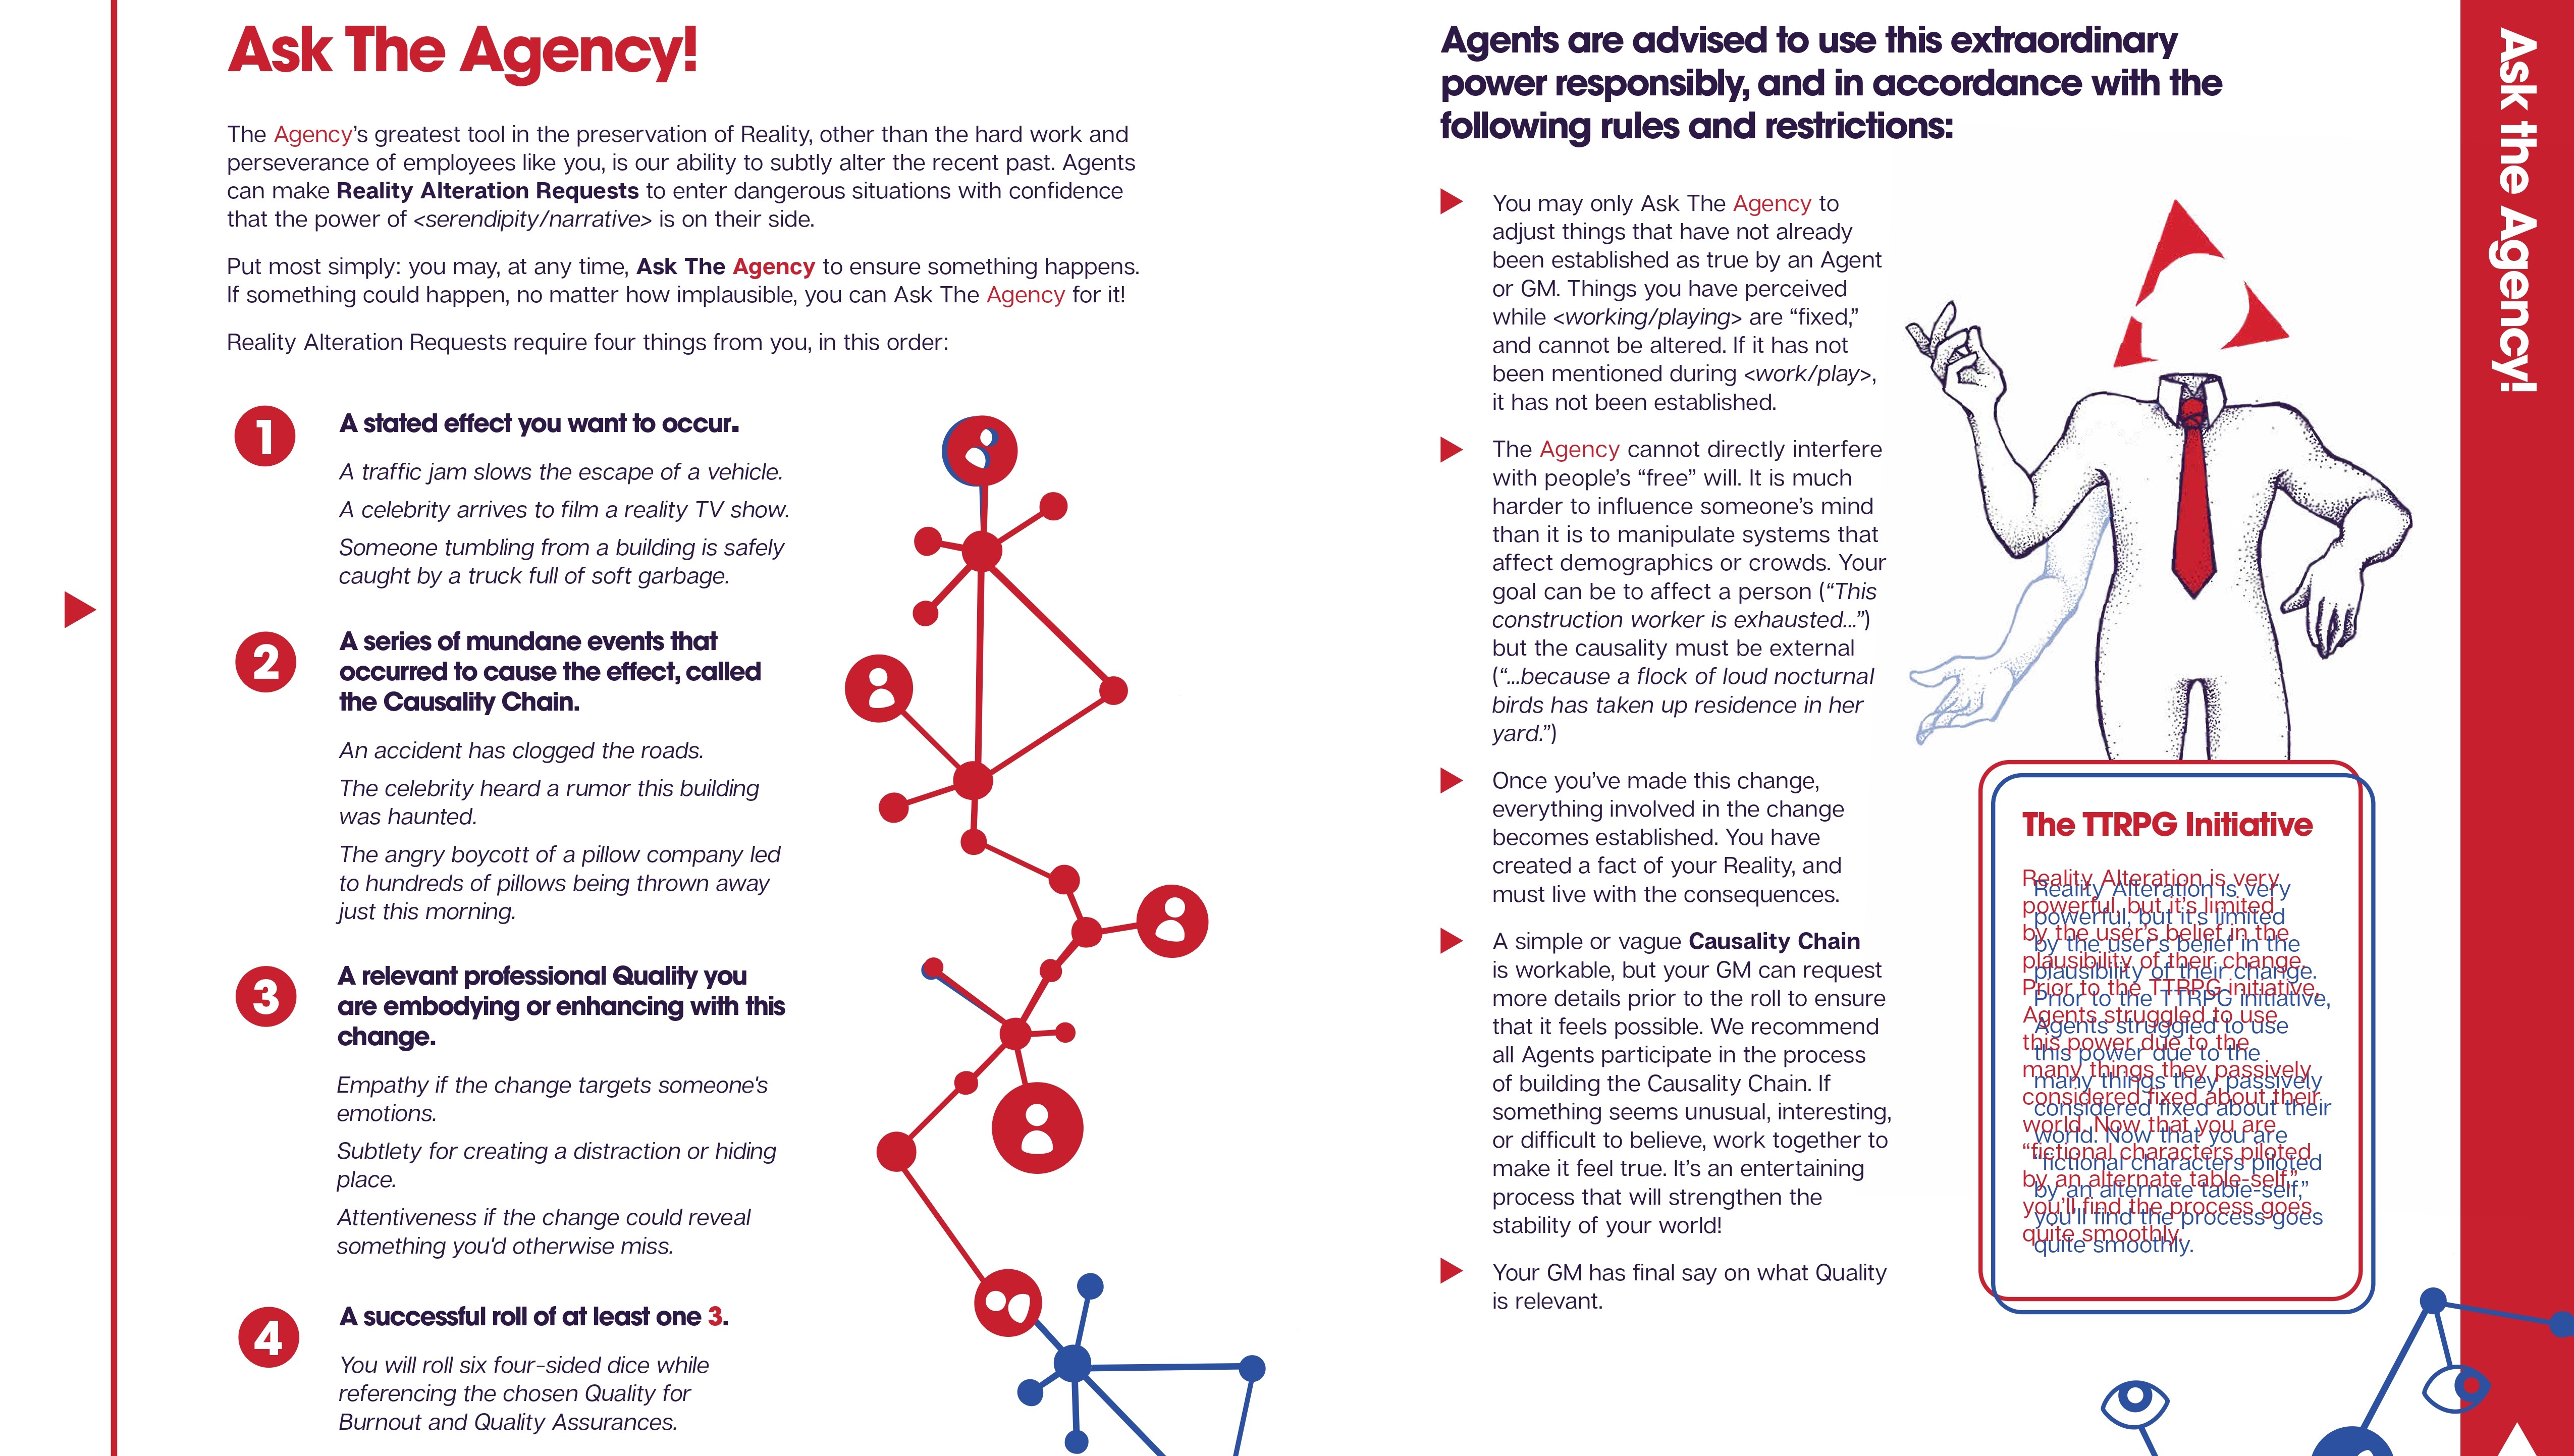 Ask The Agency!
The Agency’s greatest tool in the preservation of Reality, other than the hard work and
perseverance of employees like you, is our ability to subtly alter the recent past. Agents
can make Reality Alteration Requests to enter dangerous situations with confidence
that the power of <serendipity/narrative> is on their side.
Put most simply: you may, at any time, Ask The Agency to ensure something happens.
If something could happen, no matter how implausible, you can Ask The Agency for it!
Reality Alteration Requests require four things from you, in this order:
1
A stated effect you want to occur.
A traffic jam slows the escape of a vehicle.
A celebrity arrives to film a reality TV show.
Someone tumbling from a building is safely
caught by a truck full of soft garbage.
2
A series of mundane events that
occurred to cause the effect, called
the Causality Chain.
An accident has clogged the roads.
The celebrity heard a rumor this building
was haunted.
The angry boycott of a pillow company led
to hundreds of pillows being thrown away
just this morning.
3
A relevant professional Quality you
are embodying or enhancing with this
change.
Empathy if the change targets someone's
emotions.
Subtlety for creating a distraction or hiding
place.
Attentiveness if the change could reveal
something you'd otherwise miss.
4
A successful roll of at least one 3.
You will roll six four-sided dice while
referencing the chosen Quality for
Burnout and Quality Assurances.
Agents are advised to use this extraordinary
power responsibly, and in accordance with the
following rules and restrictions:
You may only Ask The Agency to
adjust things that have not already
been established as true by an Agent
or GM. Things you have perceived
while <working/playing> are “fixed,”
and cannot be altered. If it has not
been mentioned during <work/play>,
it has not been established.
The Agency cannot directly interfere
with people’s “free” will. It is much
harder to influence someone’s mind
than it is to manipulate systems that
affect demographics or crowds. Your
goal can be to affect a person (“This
construction worker is exhausted...”)
but the causality must be external
(“...because a flock of loud nocturnal
birds has taken up residence in her
yard.”)
Once you’ve made this change,
everything involved in the change
becomes established. You have
created a fact of your Reality, and
must live with the consequences.
A simple or vague Causality Chain
is workable, but your GM can request
more details prior to the roll to ensure
that it feels possible. We recommend
all Agents participate in the process
of building the Causality Chain. If
something seems unusual, interesting,
or difficult to believe, work together to
make it feel true. It’s an entertaining
process that will strengthen the
stability of your world!
Your GM has final say on what Quality
is relevant.
The TTRPG Initiative
Reality Alteration is very
powerful, but it’s limited
by the user’s belief in the
plausibility of their change.
Prior to the TTRPG initiative,
Agents struggled to use
this power due to the
many things they passively
considered fixed about their
world. Now that you are
“fictional characters piloted
by an alternate table-self,”
you’ll find the process goes
quite smoothly.
Ask the Agency!